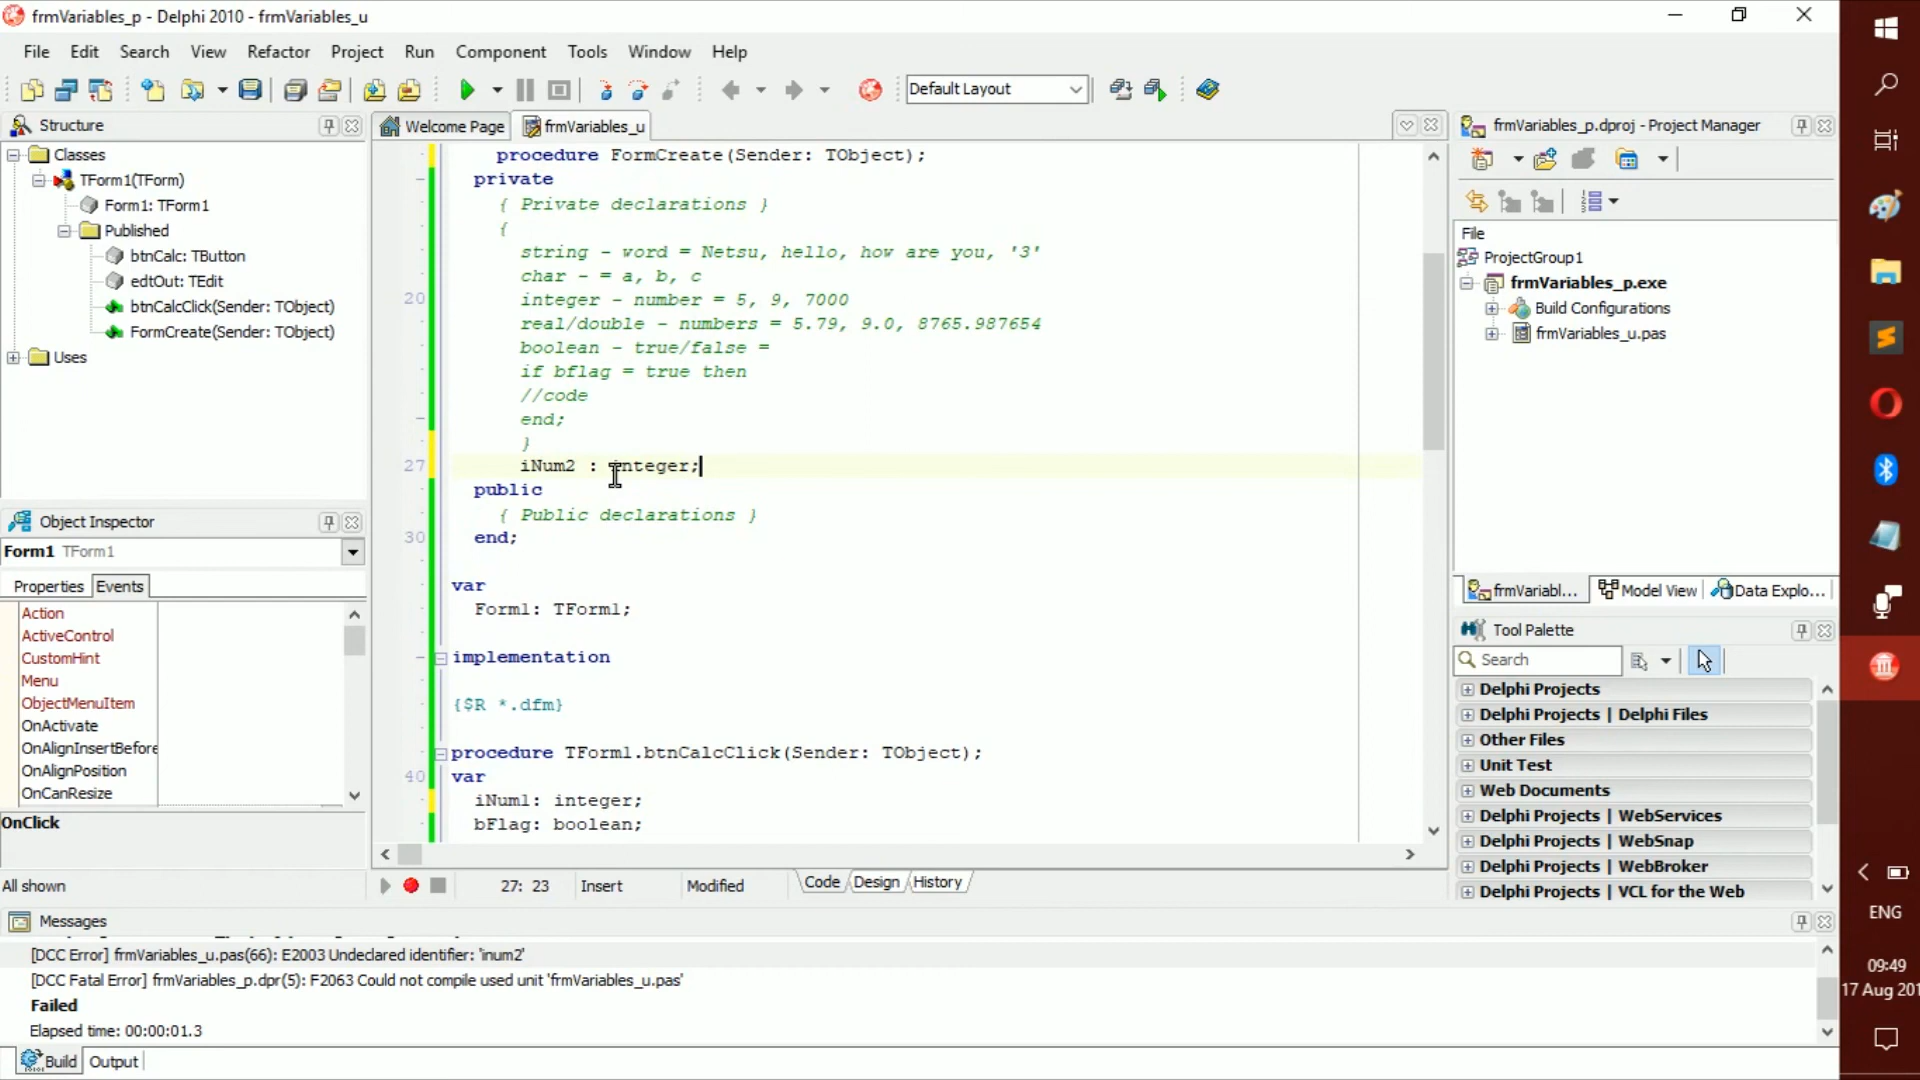 frmVariables_p - Delphi 2010 - frmVariables_u
File Edit Search View Refactor Project Run Component Tools Window Help
Default Layout
Structure
Classes
TForm1(TForm)
Form1: TForm1
Published
btnCalc: TButton
edtOut: TEdit
btnCalcClick(Sender: TObject)
FormCreate(Sender: TObject)
Uses
Object Inspector
Form1 TForm1
Properties Events
Action
ActiveControl
CustomHint
Menu
ObjectMenuItem
OnActivate
OnAlignInsertBefore
OnAlignPosition
OnCanResize
OnClick
All shown
Welcome Page frmVariables_u
procedure FormCreate(Sender: TObject);
private
{ Private declarations }
{
string - word = Netsu, hello, how are you, '3'
char - = a, b, c
20 integer - number = 5, 9, 7000
real/double - numbers = 5.79, 9.0, 8765.987654
boolean - true/false =
if bflag = true then
//code
end;
}
27 iNum2 : integer;
public
{ Public declarations }
30 end;
var
Form1: TForm1;
implementation
{$R *.dfm}
procedure TForm1.btnCalcClick(Sender: TObject);
40 var
iNum1: integer;
bFlag: boolean;
27: 23 Insert Modified Code Design History
frmVariables_p.dproj - Project Manager
File
ProjectGroup1
frmVariables_p.exe
Build Configurations
frmVariables_u.pas
frmVariabl... Model View Data Explo...
Tool Palette
Search
Delphi Projects
Delphi Projects | Delphi Files
Other Files
Unit Test
Web Documents
Delphi Projects | WebServices
Delphi Projects | WebSnap
Delphi Projects | WebBroker
Delphi Projects | VCL for the Web
Messages
[DCC Error] frmVariables_u.pas(66): E2003 Undeclared identifier: 'inum2'
[DCC Fatal Error] frmVariables_p.dpr(5): F2063 Could not compile used unit 'frmVariables_u.pas'
Failed
Elapsed time: 00:00:01.3
Build Output
ENG
09:49
17 Aug 201